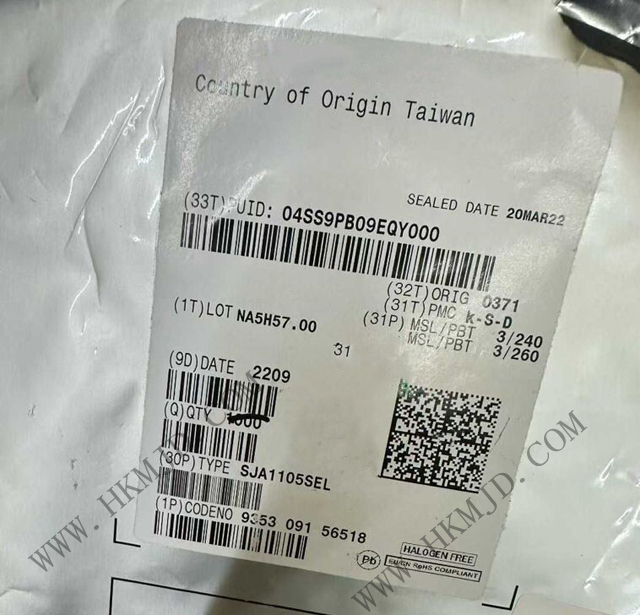 Country of Origin Taiwan
SEALED DATE 20MAR22
(33T)PUID: 04SS9PB09EQY000
(32T)ORIG 0371
(31T)PMC k-S-D
(1T)LOT NA5H57.00
(31P) MSL/PBT 3/240
MSL/PBT 3/260
31
(9D)DATE 2209
(Q)QTY
(30P)TYPE SJA1105SEL
(1P)CODENO 9353 091 56518
Pb
HALOGEN FREE
EU/CN RoHS COMPLIANT
WWW.HKMJD.COM
WWW.HKMJD.COM